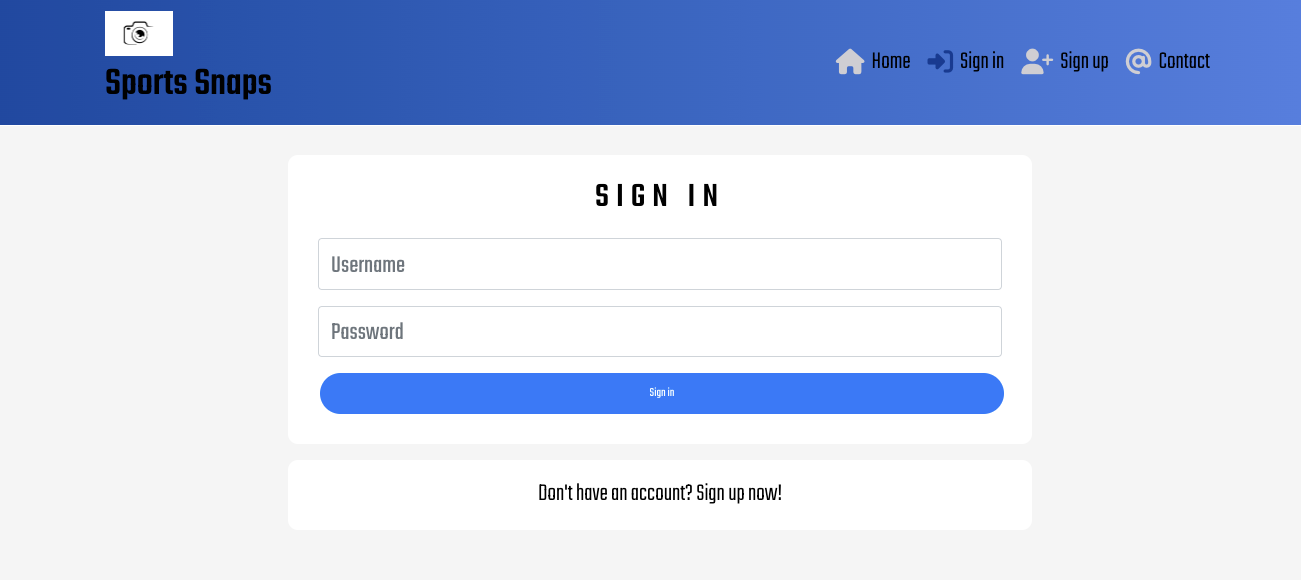 Sports Snaps
Home Sign in Sign up Contact
SIGN IN
Username
Password
Sign in
Don't have an account? Sign up now!